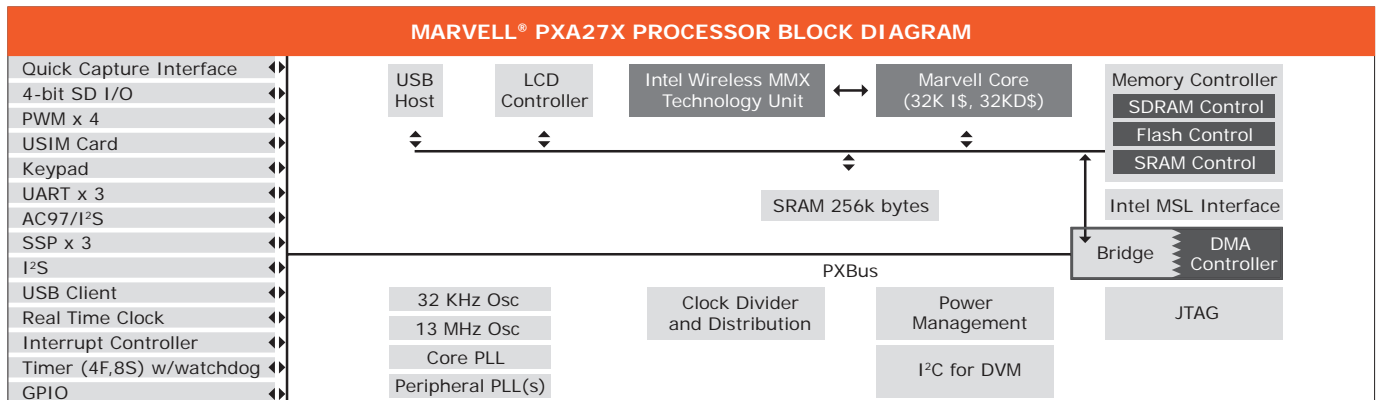 MARVELL® PXA27X PROCESSOR BLOCK DIAGRAM
Quick Capture Interface
4-bit SD I/O
PWM x 4
USIM Card
Keypad
UART x 3
AC97/I²S
SSP x 3
I²S
USB Client
Real Time Clock
Interrupt Controller
Timer (4F,8S) w/watchdog
GPIO
USB
Host
LCD
Controller
Intel Wireless MMX
Technology Unit
Marvell Core
(32K I$, 32KD$)
Memory Controller
SDRAM Control
Flash Control
SRAM Control
SRAM 256k bytes
Intel MSL Interface
Bridge
DMA
Controller
PXBus
32 KHz Osc
13 MHz Osc
Core PLL
Peripheral PLL(s)
Clock Divider
and Distribution
Power
Management
I²C for DVM
JTAG